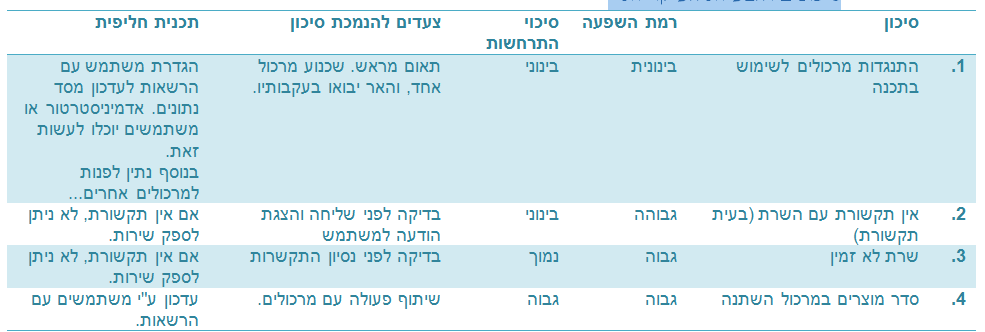 סיכון רמת השפעה סיכוי התרחשות צעדים להנמכת סיכון תכנית חליפית
1. התנגדות מרכולים לשימוש בתכנה
בינונית
בינוני
תאום מראש. שכנוע מרכול
אחד, והאר יבואו בעקבותיו.
הגדרת משתמש עם
הרשאות לעדכון מסד
נתונים. אדמיניסטרטור או
משתמשים יוכלו לעשות
זאת.
בנוסף נתין לפנות
למרכולים אחרים...
2. אין תקשורת עם השרת (בעית
תקשורת)
גבוהה
בינוני
בדיקה לפני שליחה והצגת
הודעה למשתמש
אם אין תקשורת, לא ניתן
לספק שירות.
3. שרת לא זמין
גבוה
נמוך
בדיקה לפני נסיון התקשרות
אם אין תקשורת, לא ניתן
לספק שירות.
4. סדר מוצרים במרכול השתנה
גבוה
גבוה
שיתוף פעולה עם מרכולים.
עדכון ע"י משתמשים עם
הרשאות.